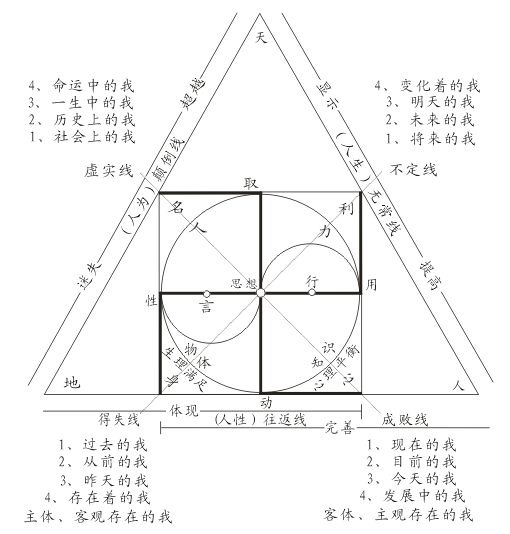 天
4、命运中的我
3、一生中的我
2、历史上的我
1、社会上的我
超越
显示
4、变化着的我
3、明天的我
2、未来的我
1、将来的我
虚实线
(人为) 颠倒线
(人生) 无常线
不定线
迷失
提高
取
名
人
利
力
思想
性
言
行
用
物体
生理满足
身
知识
心理平衡
心
地
动
人
得失线
体现
(人性) 往返线
完善
成败线
1、过去的我
2、从前的我
3、昨天的我
4、存在着的我
主体、客观存在的我
1、现在的我
2、目前的我
3、今天的我
4、发展中的我
客体、主观存在的我